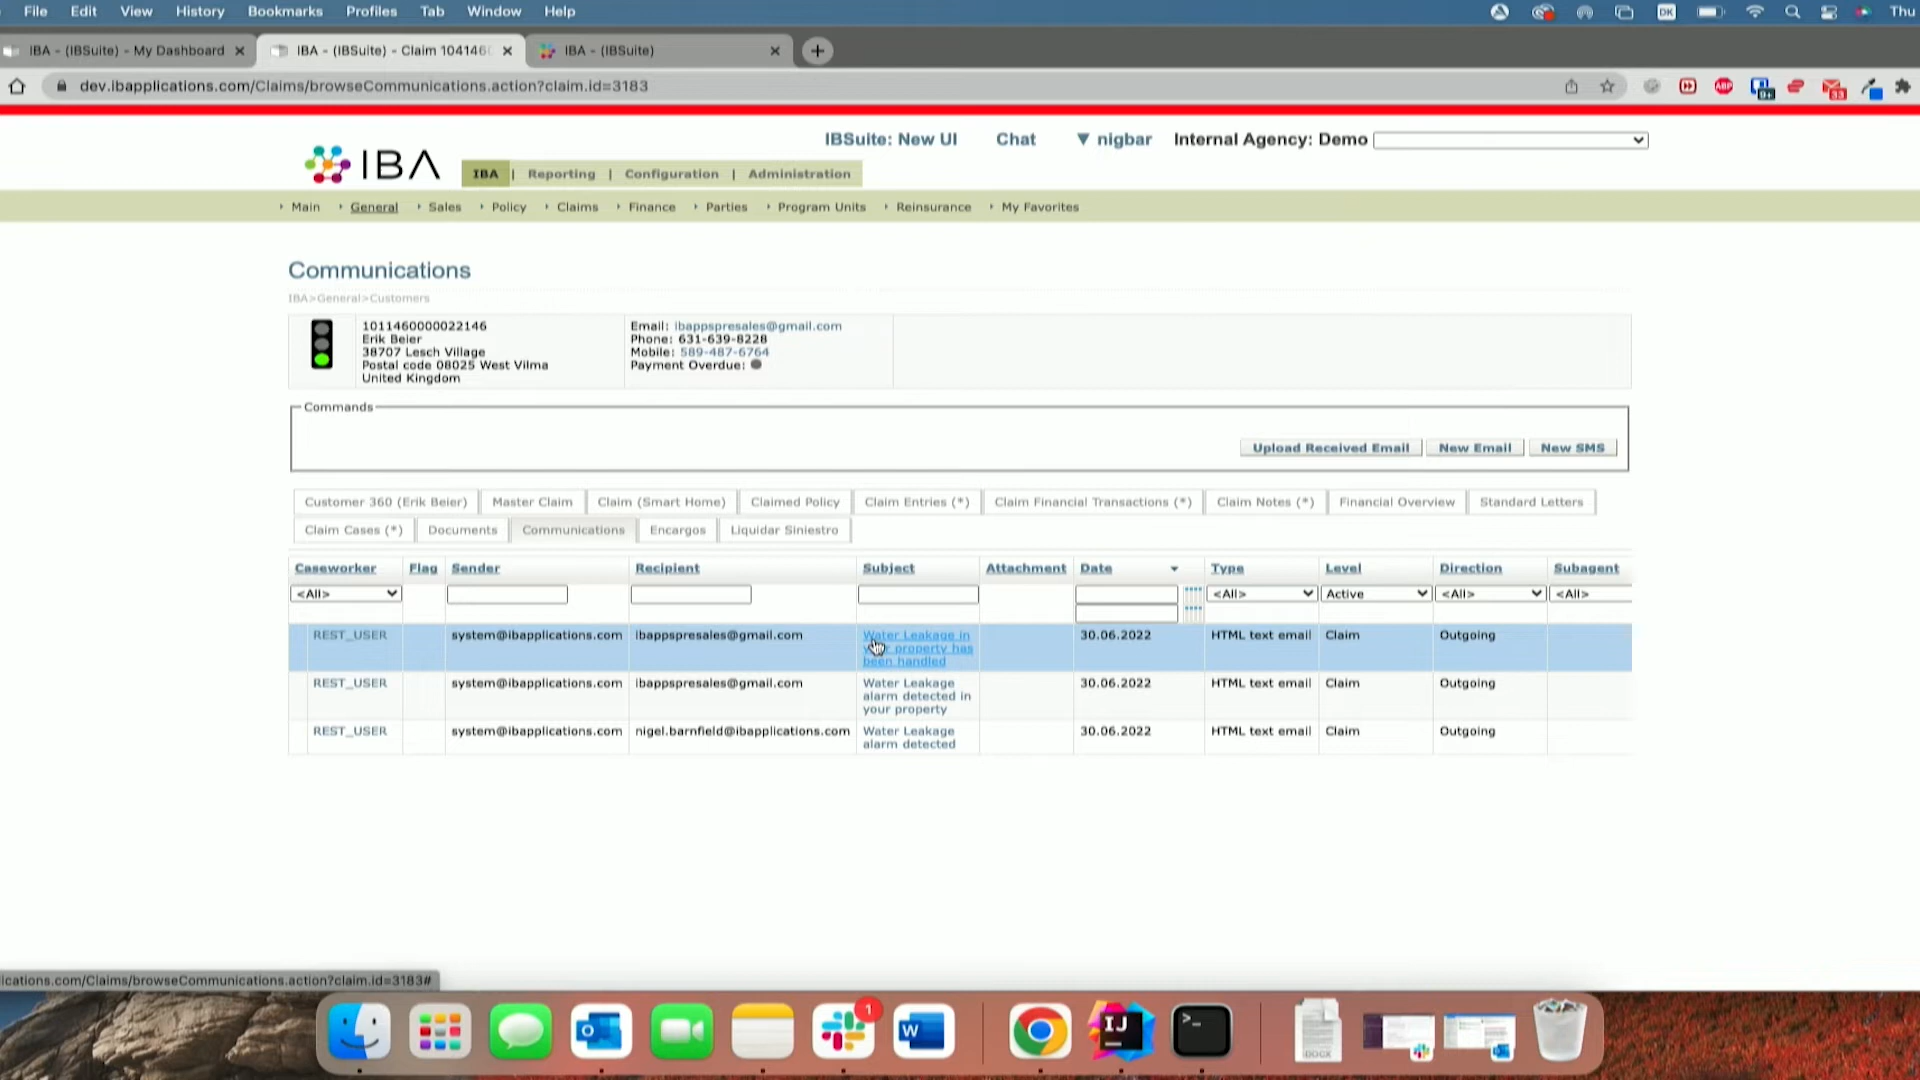 File Edit View History Bookmarks Profiles Tab Window Help DK Thu
IBA - (IBSuite) - My Dashboard IBA - (IBSuite) - Claim 104146 IBA - (IBSuite)
dev.ibapplications.com/Claims/browseCommunications.action?claim.id=3183 ABP 9+ 33
IBSuite: New UI Chat ▼ nigbar Internal Agency: Demo
IBA IBA | Reporting | Configuration | Administration
Main General Sales Policy Claims Finance Parties Program Units Reinsurance My Favorites
Communications
IBA>General>Customers
1011460000022146
Erik Beier
38707 Lesch Village
Postal code 08025 West Vilma
United Kingdom
Email: ibappspresales@gmail.com
Phone: 631-639-8228
Mobile: 589-487-6764
Payment Overdue:
Commands
Upload Received Email New Email New SMS
Customer 360 (Erik Beier) Master Claim Claim (Smart Home) Claimed Policy Claim Entries (*) Claim Financial Transactions (*) Claim Notes (*) Financial Overview Standard Letters
Claim Cases (*) Documents Communications Encargos Liquidar Siniestro
Caseworker Flag Sender Recipient Subject Attachment Date Type Level Direction Subagent
<All> <All> Active <All> <All>
REST_USER system@ibapplications.com ibappspresales@gmail.com Water Leakage in 30.06.2022 HTML text email Claim Outgoing
your property has
been handled
REST_USER system@ibapplications.com ibappspresales@gmail.com Water Leakage 30.06.2022 HTML text email Claim Outgoing
alarm detected in
your property
REST_USER system@ibapplications.com nigel.barnfield@ibapplications.com Water Leakage 30.06.2022 HTML text email Claim Outgoing
alarm detected
ications.com/Claims/browseCommunications.action?claim.id=3183#
1
O W IJ >_
DOCX